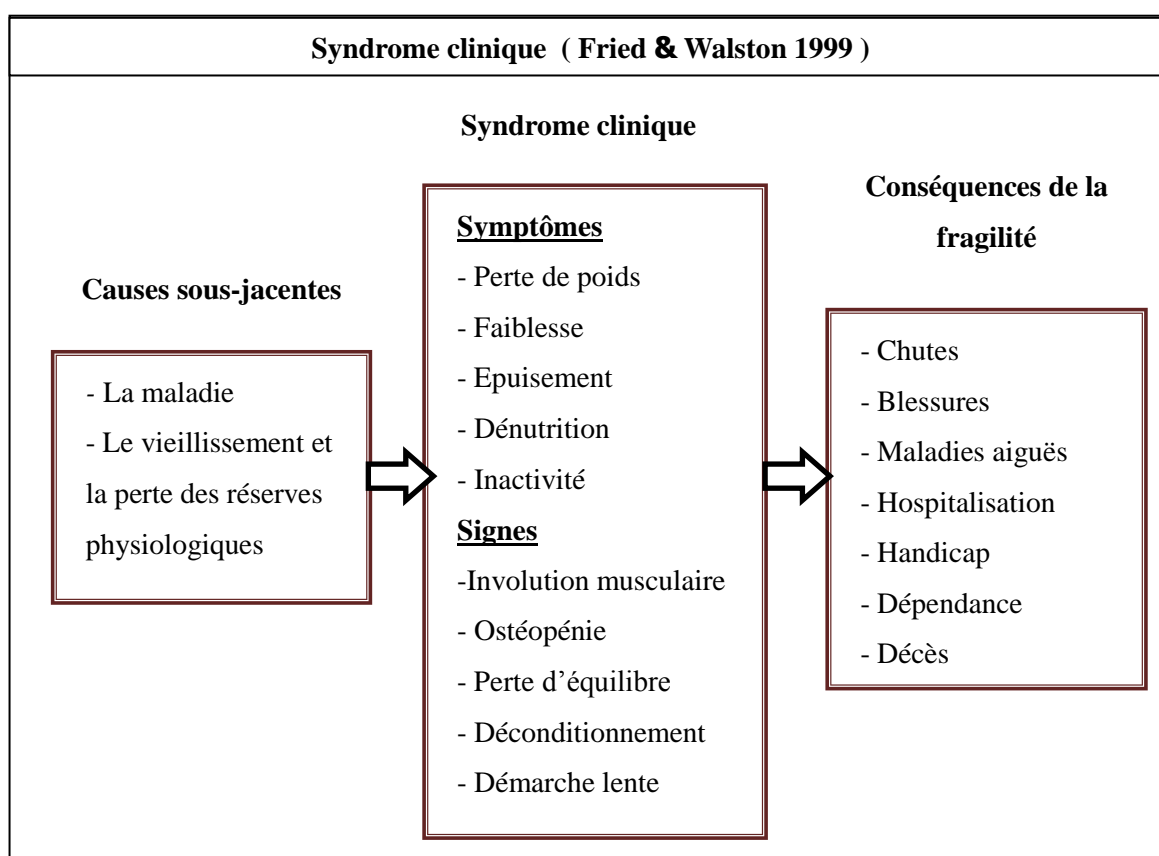 Syndrome clinique ( Fried & Walston 1999 )
Syndrome clinique
Causes sous-jacentes
- La maladie
- Le vieillissement et
la perte des réserves
physiologiques
Symptômes
- Perte de poids
- Faiblesse
- Epuisement
- Dénutrition
- Inactivité
Signes
-Involution musculaire
- Ostéopénie
- Perte d’équilibre
- Déconditionnement
- Démarche lente
Conséquences de la
fragilité
- Chutes
- Blessures
- Maladies aiguës
- Hospitalisation
- Handicap
- Dépendance
- Décès